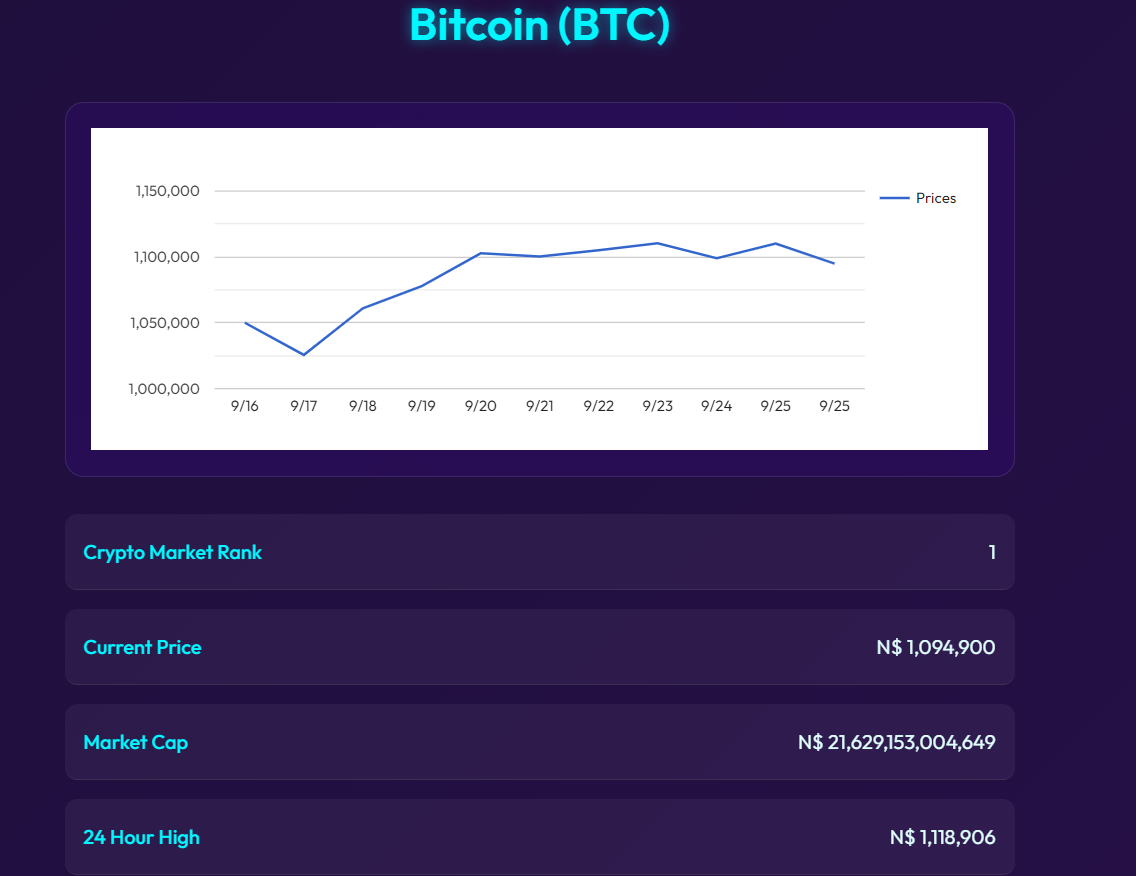 Bitcoin (BTC)
1,150,000
Prices
1,100,000
1,050,000
1,000,000
9/16 9/17 9/18 9/19 9/20 9/21 9/22 9/23 9/24 9/25 9/25
Crypto Market Rank 1
Current Price N$ 1,094,900
Market Cap N$ 21,629,153,004,649
24 Hour High N$ 1,118,906